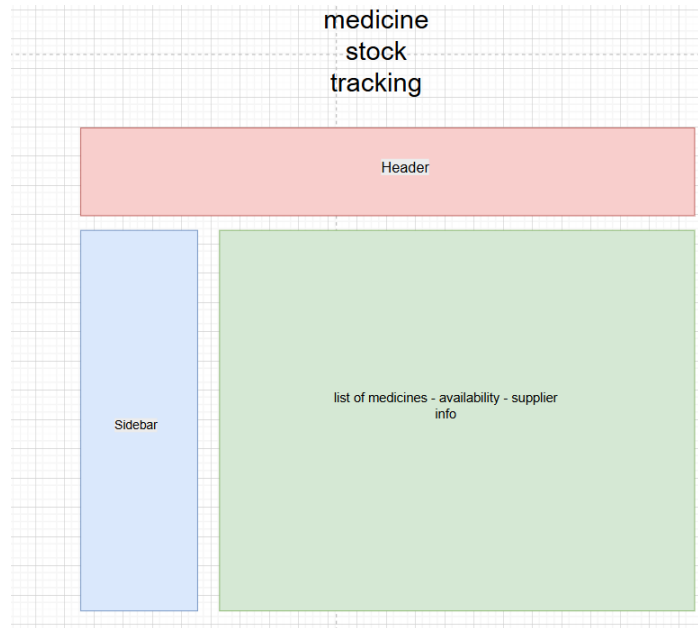 medicine
stock
tracking
Header
Sidebar
list of medicines - availability - supplier
info